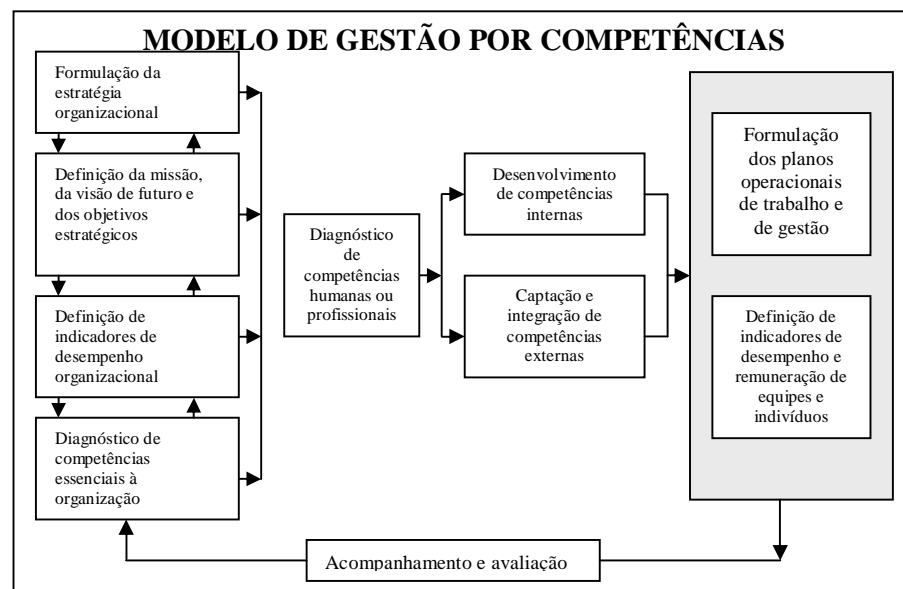 MODELO DE GESTÃO POR COMPETÊNCIAS
Formulação da
estratégia
organizacional
Definição da missão,
da visão de futuro e
dos objetivos
estratégicos
Definição de
indicadores de
desempenho
organizacional
Diagnóstico de
competências
essenciais à
organização
Diagnóstico
de
competências
humanas ou
profissionais
Desenvolvimento
de competências
internas
Captação e
integração de
competências
externas
Formulação
dos planos
operacionais
de trabalho e
de gestão
Definição de
indicadores de
desempenho e
remuneração de
equipes e
indivíduos
Acompanhamento e avaliação